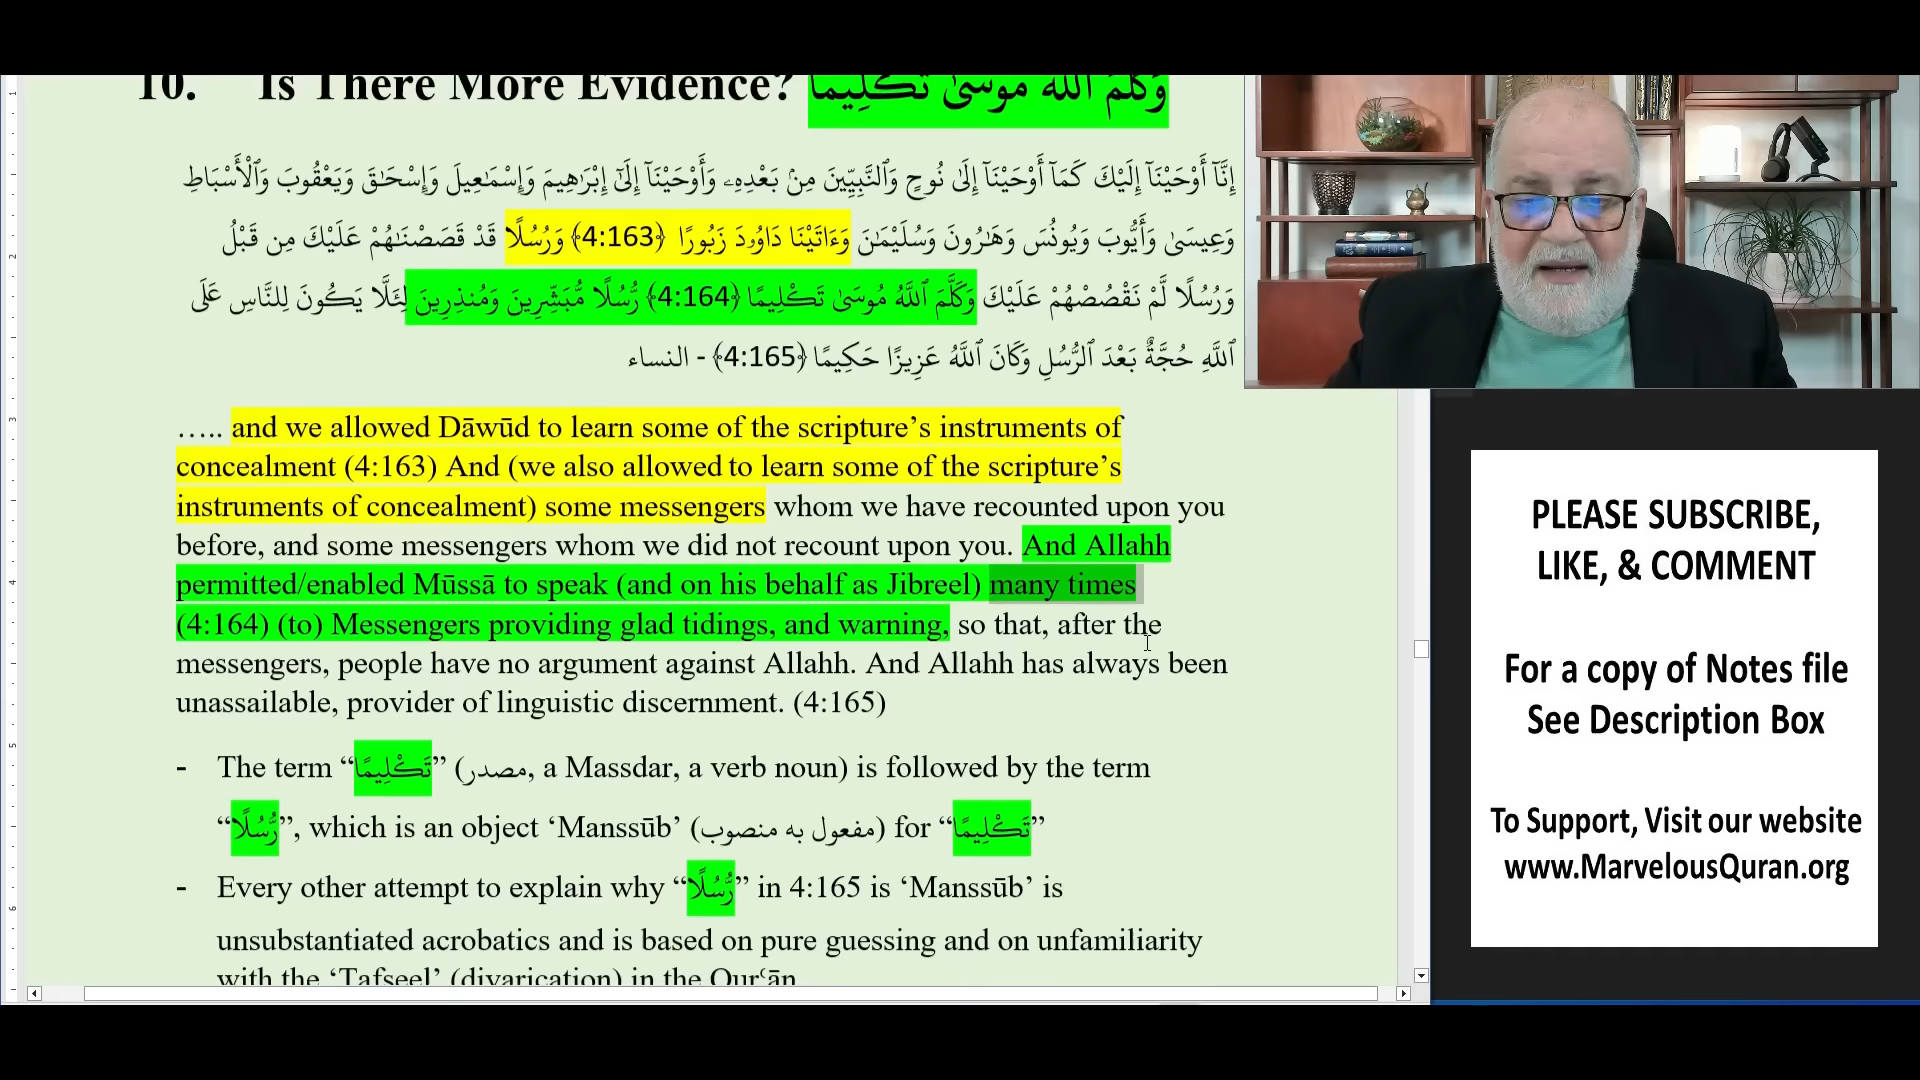 10. Is There More Evidence? وَكَلَّمَ ٱللَّهُ مُوسَىٰ تَكْلِيمًا
إِنَّآ أَوْحَيْنَآ إِلَيْكَ كَمَآ أَوْحَيْنَآ إِلَىٰ نُوحٍ وَٱلنَّبِيِّـۧنَ مِنۢ بَعْدِهِۦ وَأَوْحَيْنَآ إِلَىٰٓ إِبْرَٰهِيمَ وَإِسْمَـٰعِيلَ وَإِسْحَـٰقَ وَيَعْقُوبَ وَٱلْأَسْبَاطِ
وَعِيسَىٰ وَأَيُّوبَ وَيُونُسَ وَهَـٰرُونَ وَسُلَيْمَـٰنَ وَءَاتَيْنَا دَاوُۥدَ زَبُورًا ﴿4:163﴾ وَرُسُلًا قَدْ قَصَصْنَـٰهُمْ عَلَيْكَ مِن قَبْلُ
وَرُسُلًا لَّمْ نَقْصُصْهُمْ عَلَيْكَ وَكَلَّمَ ٱللَّهُ مُوسَىٰ تَكْلِيمًا ﴿4:164﴾ رُّسُلًا مُّبَشِّرِينَ وَمُنذِرِينَ لِئَلَّا يَكُونَ لِلنَّاسِ عَلَى
ٱللَّهِ حُجَّةٌۢ بَعْدَ ٱلرُّسُلِ وَكَانَ ٱللَّهُ عَزِيزًا حَكِيمًا ﴿4:165﴾ - النساء
….. and we allowed Dāwūd to learn some of the scripture’s instruments of
concealment (4:163) And (we also allowed to learn some of the scripture’s
instruments of concealment) some messengers whom we have recounted upon you
before, and some messengers whom we did not recount upon you. And Allahh
permitted/enabled Mūssā to speak (and on his behalf as Jibreel) many times
(4:164) (to) Messengers providing glad tidings, and warning, so that, after the
messengers, people have no argument against Allahh. And Allahh has always been
unassailable, provider of linguistic discernment. (4:165)
- The term “تَكْلِيمًا” (مصدر, a Massdar, a verb noun) is followed by the term
“رُّسُلًا”, which is an object ‘Manssūb’ (مفعول به منصوب) for “تَكْلِيمًا”
- Every other attempt to explain why “رُّسُلًا” in 4:165 is ‘Manssūb’ is
unsubstantiated acrobatics and is based on pure guessing and on unfamiliarity
with the ‘Tafseel’ (divarication) in the Qurʿān
PLEASE SUBSCRIBE,
LIKE, & COMMENT
For a copy of Notes file
See Description Box
To Support, Visit our website
www.MarvelousQuran.org